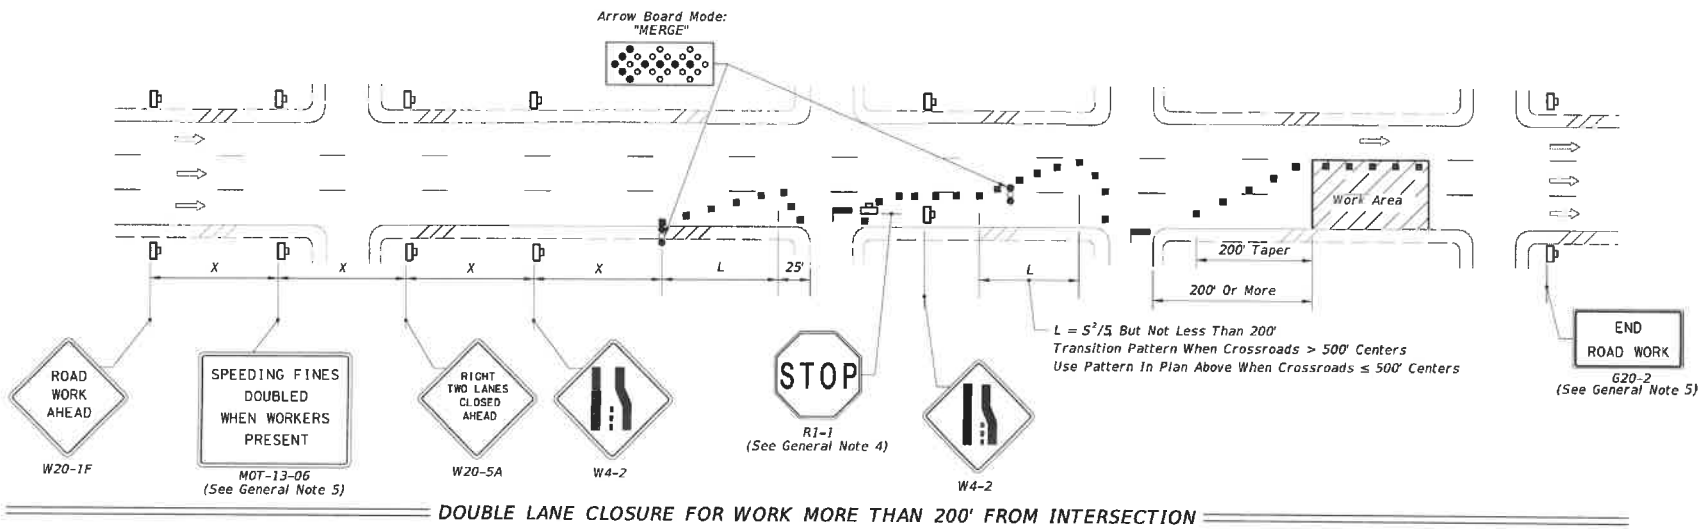 Arrow Board Mode:
"MERGE"
Work Area
X
X
X
X
L
25'
L
200' Taper
200' Or More
L = S²/5, But Not Less Than 200'
Transition Pattern When Crossroads > 500' Centers
Use Pattern In Plan Above When Crossroads ≤ 500' Centers
ROAD
WORK
AHEAD
W20-1F
SPEEDING FINES
DOUBLED
WHEN WORKERS
PRESENT
MOT-13-06
(See General Note 5)
RIGHT
TWO LANES
CLOSED
AHEAD
W20-5A
W4-2
STOP
R1-1
(See General Note 4)
W4-2
END
ROAD WORK
G20-2
(See General Note 5)
DOUBLE LANE CLOSURE FOR WORK MORE THAN 200' FROM INTERSECTION